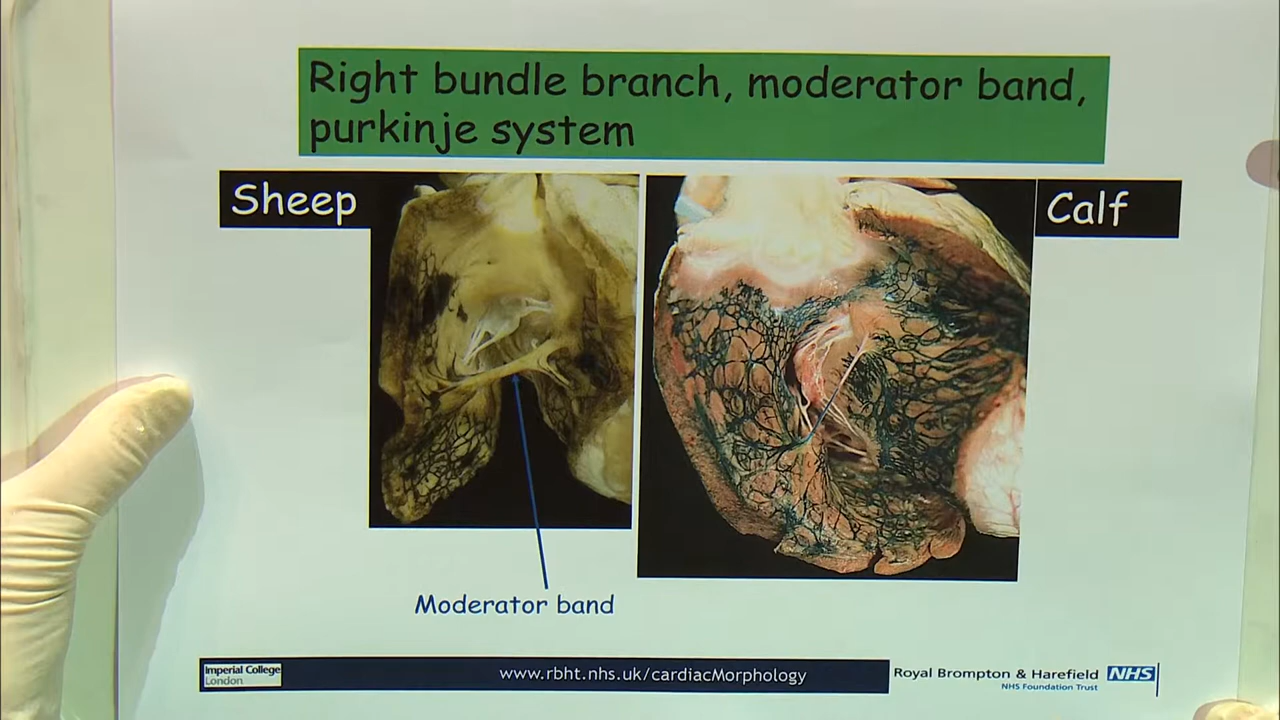 Right bundle branch, moderator band,
purkinje system
Sheep
Calf
Moderator band
Imperial College
London
www.rbht.nhs.uk/cardiacMorphology
Royal Brompton & Harefield NHS
NHS Foundation Trust